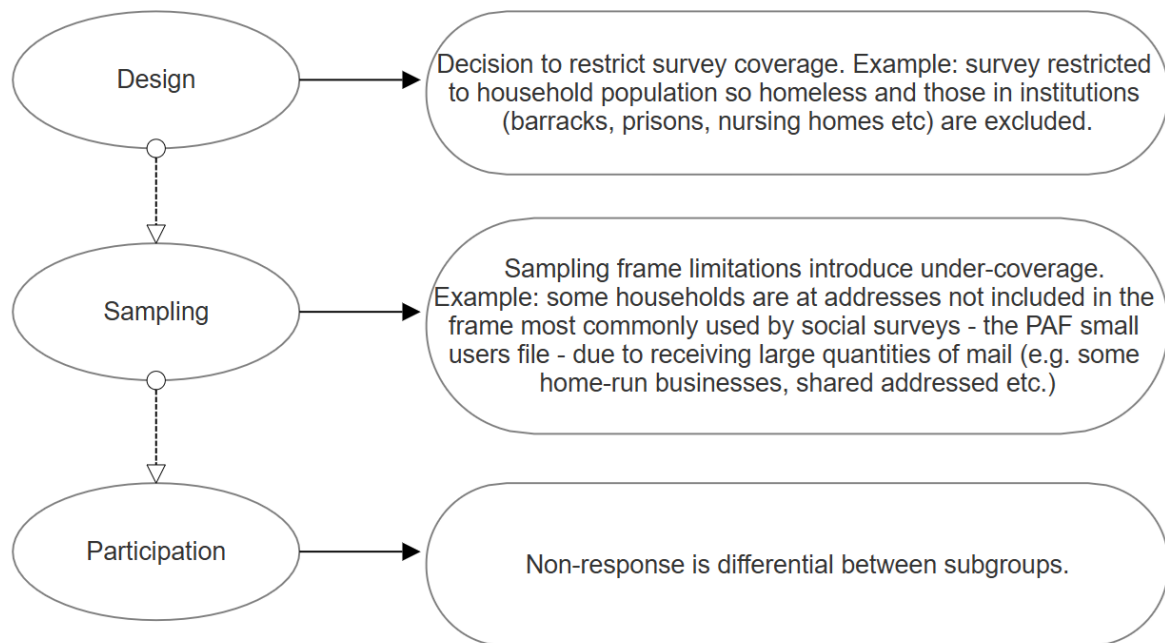 Design
Decision to restrict survey coverage. Example: survey restricted
to household population so homeless and those in institutions
(barracks, prisons, nursing homes etc) are excluded.
Sampling
Sampling frame limitations introduce under-coverage.
Example: some households are at addresses not included in the
frame most commonly used by social surveys - the PAF small
users file - due to receiving large quantities of mail (e.g. some
home-run businesses, shared addressed etc.)
Participation
Non-response is differential between subgroups.